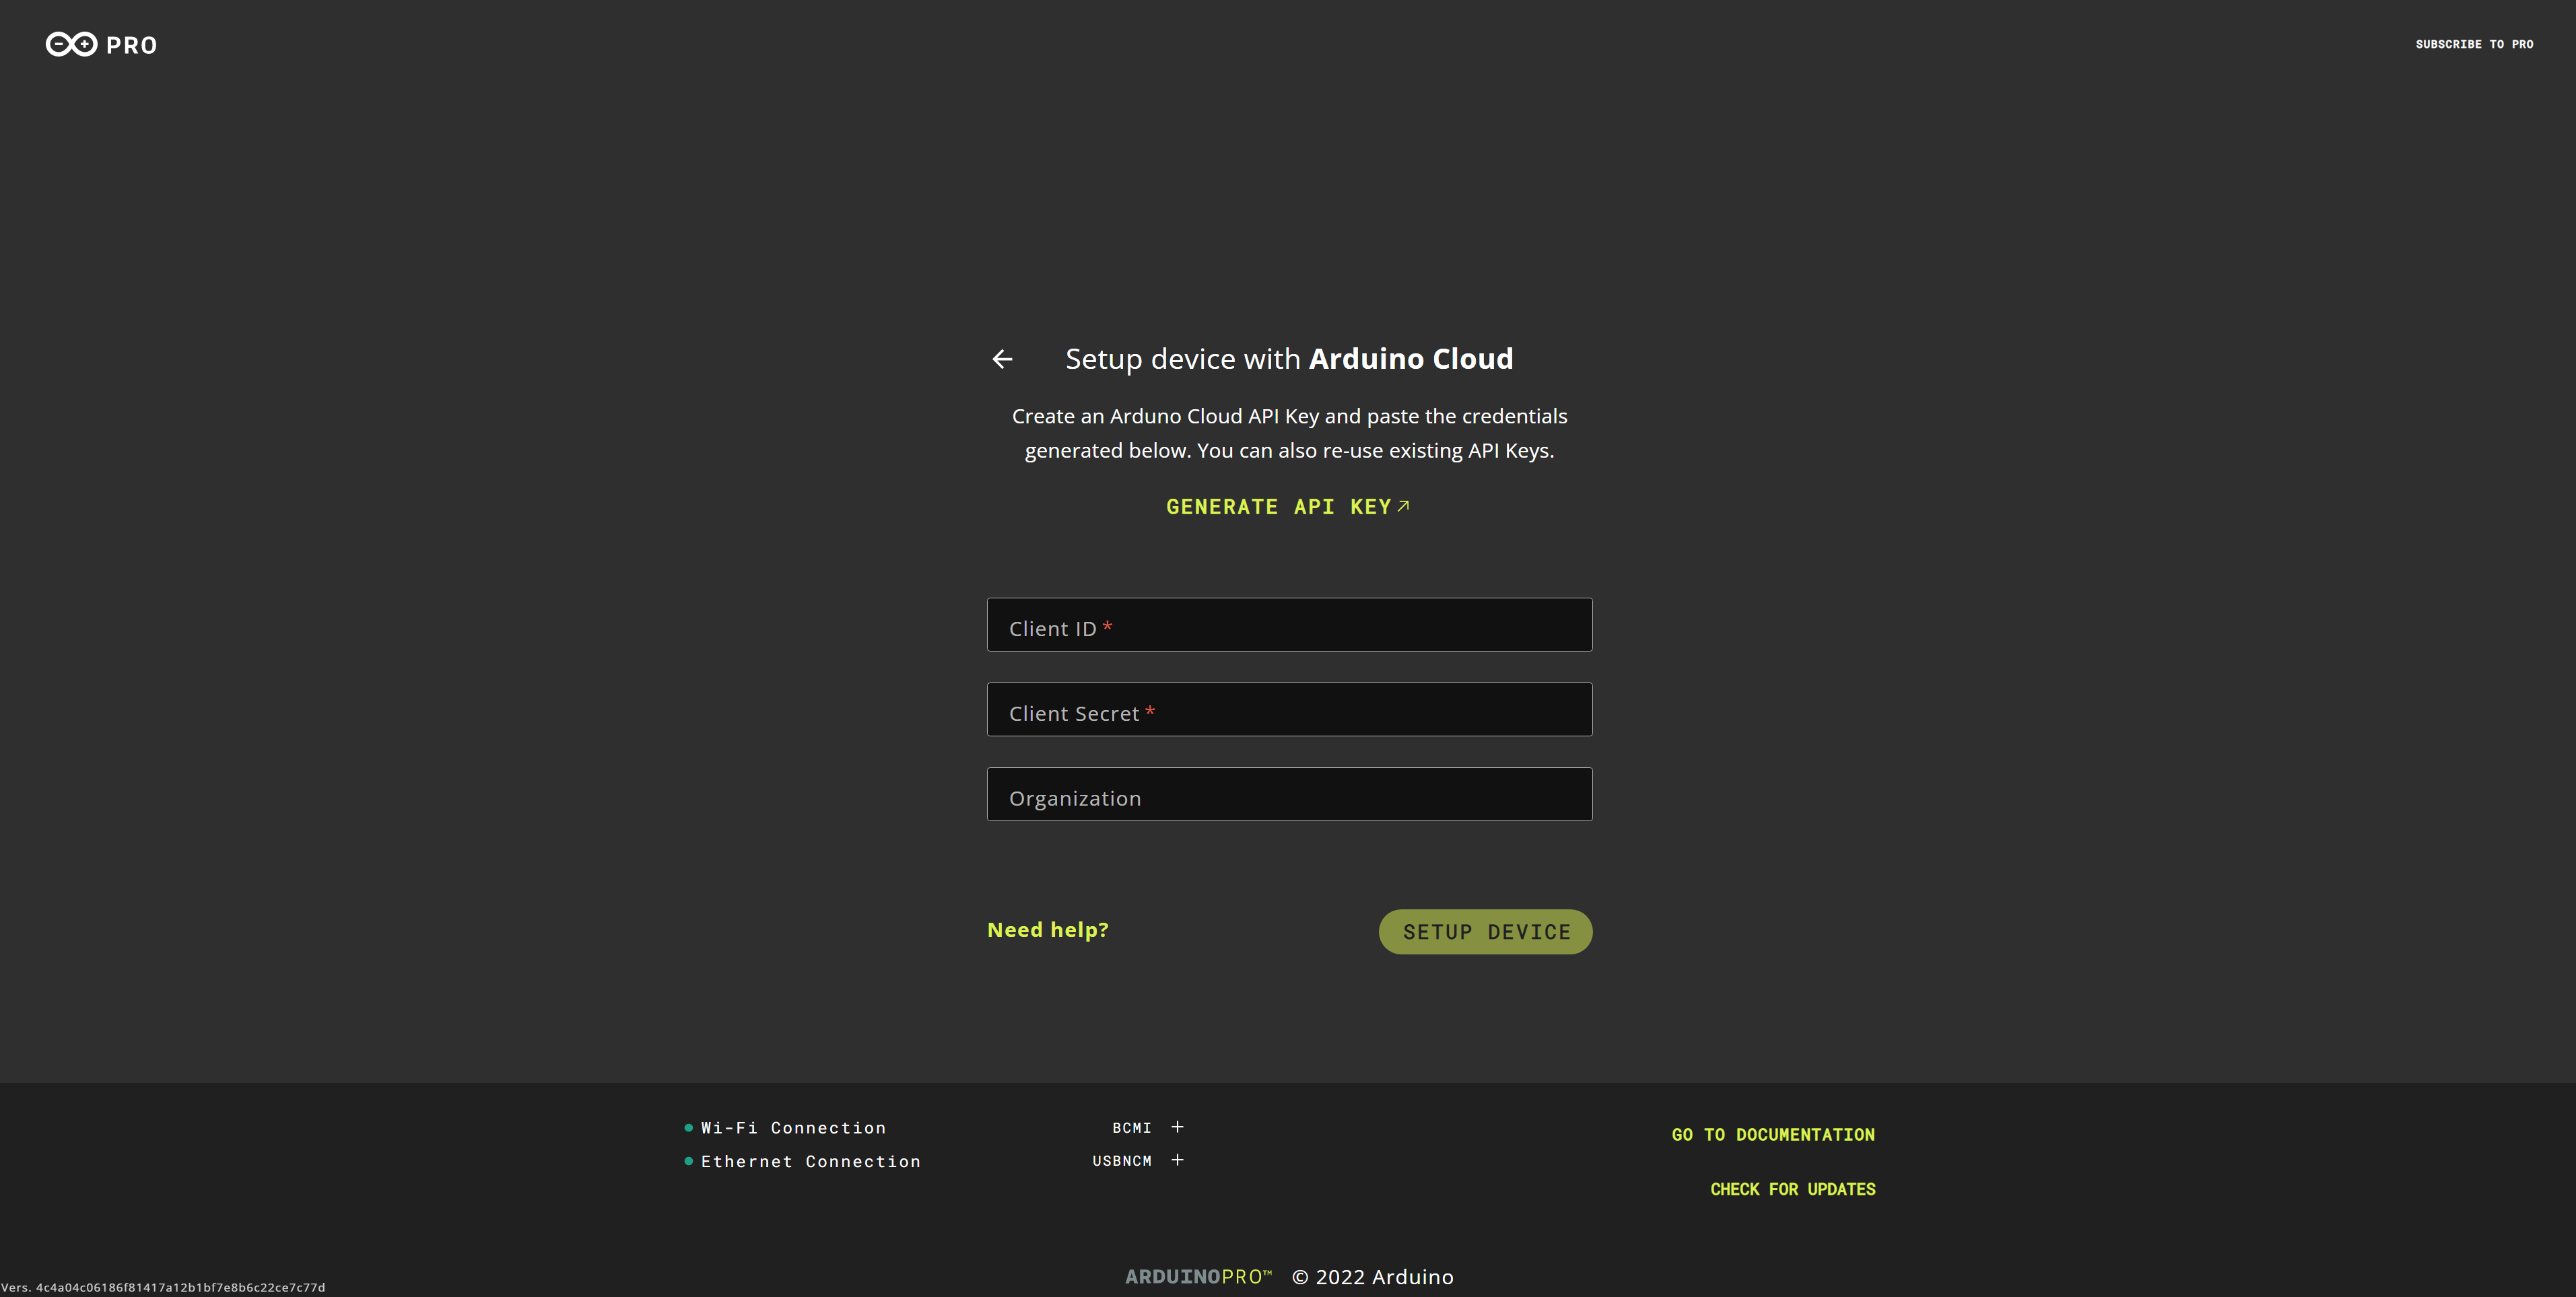 PRO
SUBSCRIBE TO PRO
Setup device with Arduino Cloud
Create an Arduno Cloud API Key and paste the credentials
generated below. You can also re-use existing API Keys.
GENERATE API KEY
Client ID *
Client Secret *
Organization
Need help?
SETUP DEVICE
Wi-Fi Connection
Ethernet Connection
BCMI +
USBNCM +
GO TO DOCUMENTATION
CHECK FOR UPDATES
ARDUINOPRO™ © 2022 Arduino
Vers. 4c4a04c06186f81417a12b1bf7e8b6c22ce7c77d